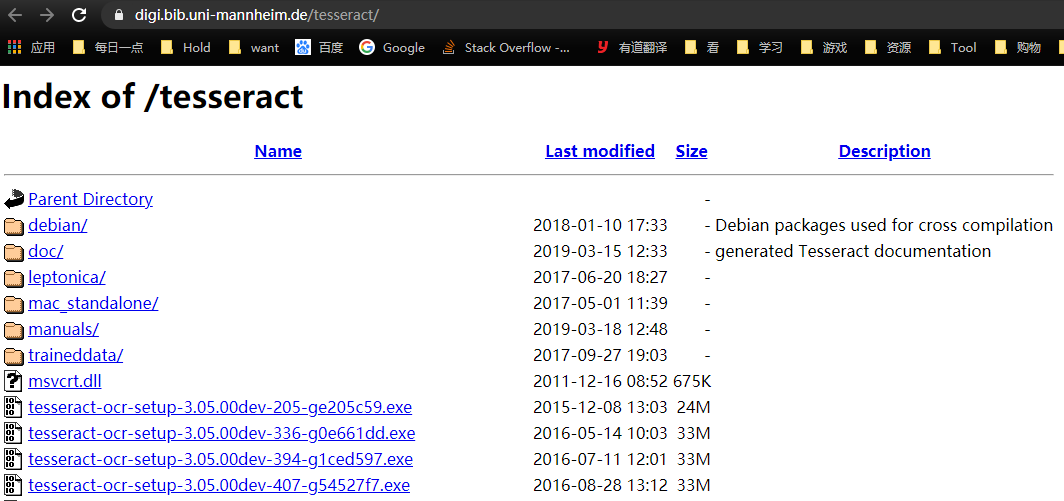 digi.bib.uni-mannheim.de/tesseract/
应用 每日一点 Hold want 百度 Google Stack Overflow -... 有道翻译 看 学习 游戏 资源 Tool 购物
Index of /tesseract
Name Last modified Size Description
Parent Directory -
debian/ 2018-01-10 17:33 - Debian packages used for cross compilation
doc/ 2019-03-15 12:33 - generated Tesseract documentation
leptonica/ 2017-06-20 18:27 -
mac_standalone/ 2017-05-01 11:39 -
manuals/ 2019-03-18 12:48 -
traineddata/ 2017-09-27 19:03 -
msvcrt.dll 2011-12-16 08:52 675K
tesseract-ocr-setup-3.05.00dev-205-ge205c59.exe 2015-12-08 13:03 24M
tesseract-ocr-setup-3.05.00dev-336-g0e661dd.exe 2016-05-14 10:03 33M
tesseract-ocr-setup-3.05.00dev-394-g1ced597.exe 2016-07-11 12:01 33M
tesseract-ocr-setup-3.05.00dev-407-g54527f7.exe 2016-08-28 13:12 33M